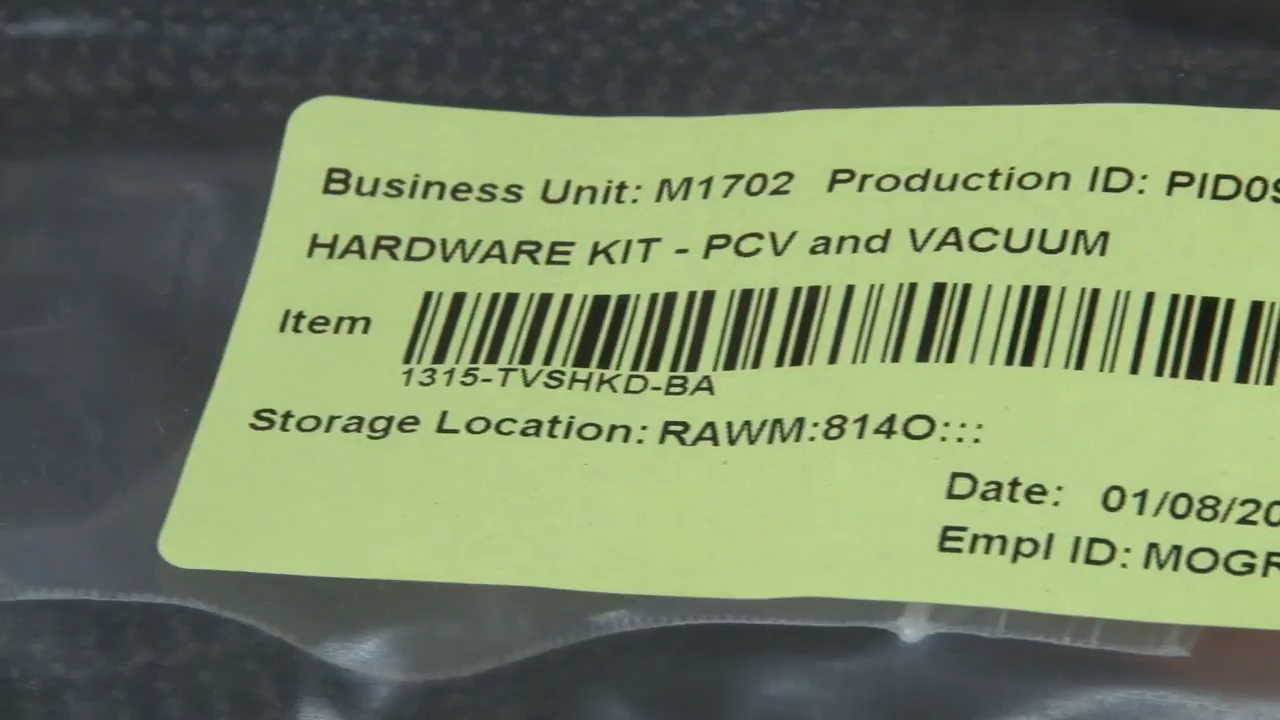 Business Unit: M1702 Production ID: PID0
HARDWARE KIT - PCV and VACUUM
Item
1315-TVSHKD-BA
Storage Location: RAWM:814O:::
Date: 01/08/20
Empl ID: MOGR